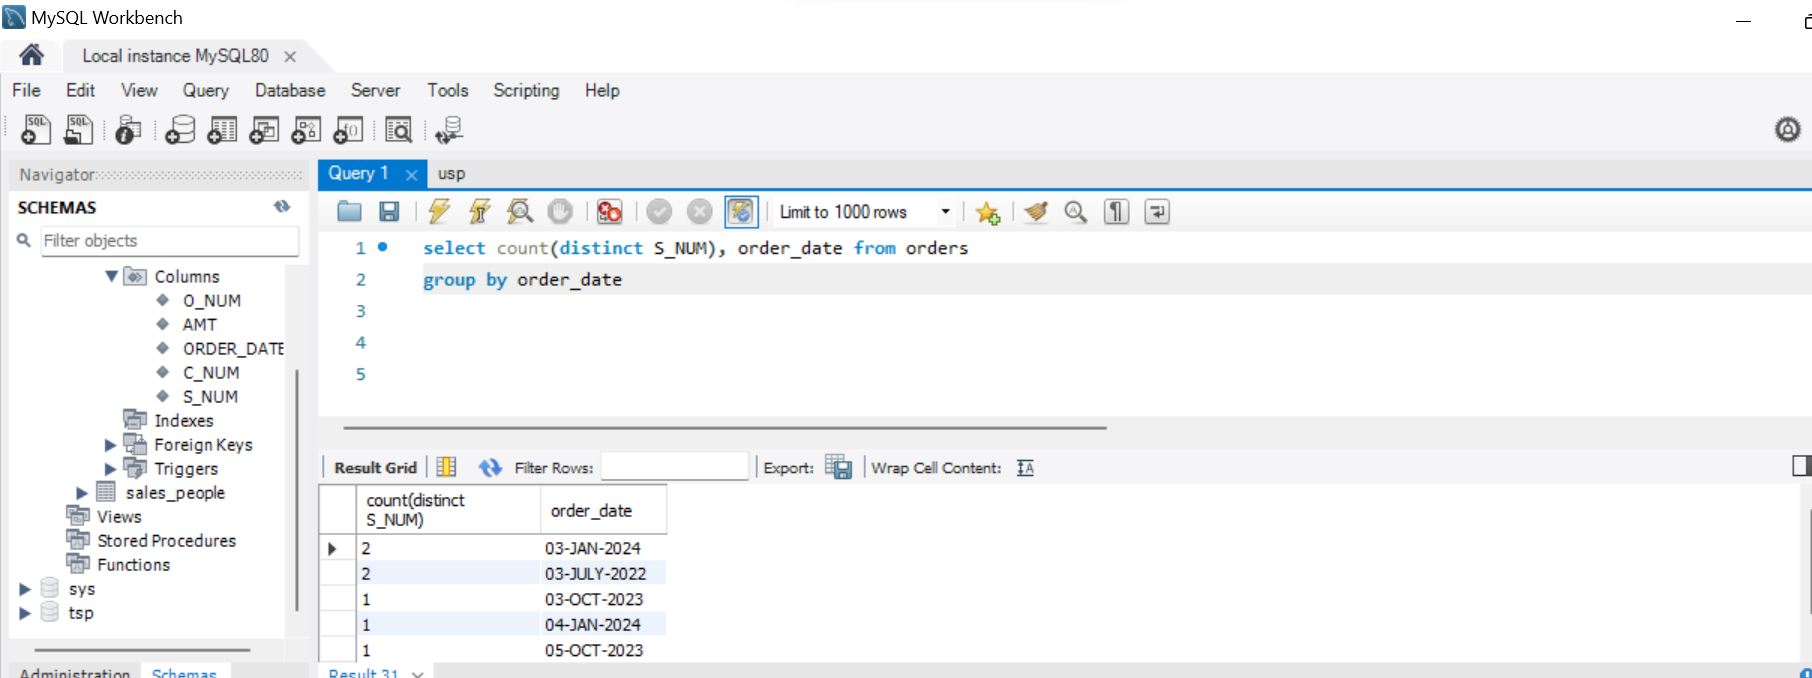 MySQL Workbench
Local instance MySQL80
File Edit View Query Database Server Tools Scripting Help
SQL SQL
Navigator
SCHEMAS
Filter objects
Columns
O_NUM
AMT
ORDER_DATE
C_NUM
S_NUM
Indexes
Foreign Keys
Triggers
sales_people
Views
Stored Procedures
Functions
sys
tsp
Administration Schemas
Query 1 usp
Limit to 1000 rows
1 select count(distinct S_NUM), order_date from orders
2 group by order_date
3
4
5
Result Grid Filter Rows: Export: Wrap Cell Content:
count(distinct
S_NUM) order_date
2 03-JAN-2024
2 03-JULY-2022
1 03-OCT-2023
1 04-JAN-2024
1 05-OCT-2023
Result 31